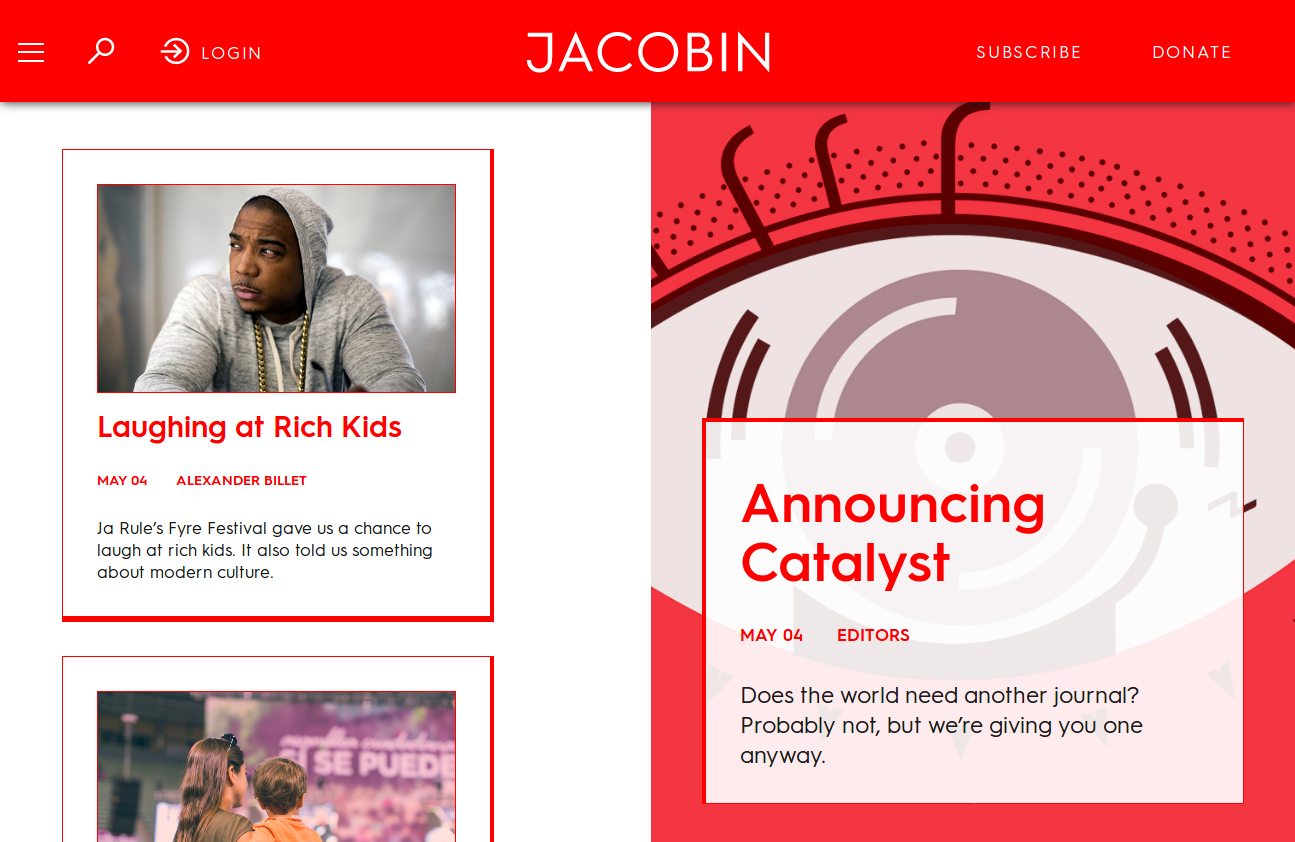 LOGIN
JACOBIN
SUBSCRIBE
DONATE
Laughing at Rich Kids
MAY 04 ALEXANDER BILLET
Ja Rule’s Fyre Festival gave us a chance to
laugh at rich kids. It also told us something
about modern culture.
SÍ SE PUEDE
Announcing
Catalyst
MAY 04 EDITORS
Does the world need another journal?
Probably not, but we’re giving you one
anyway.